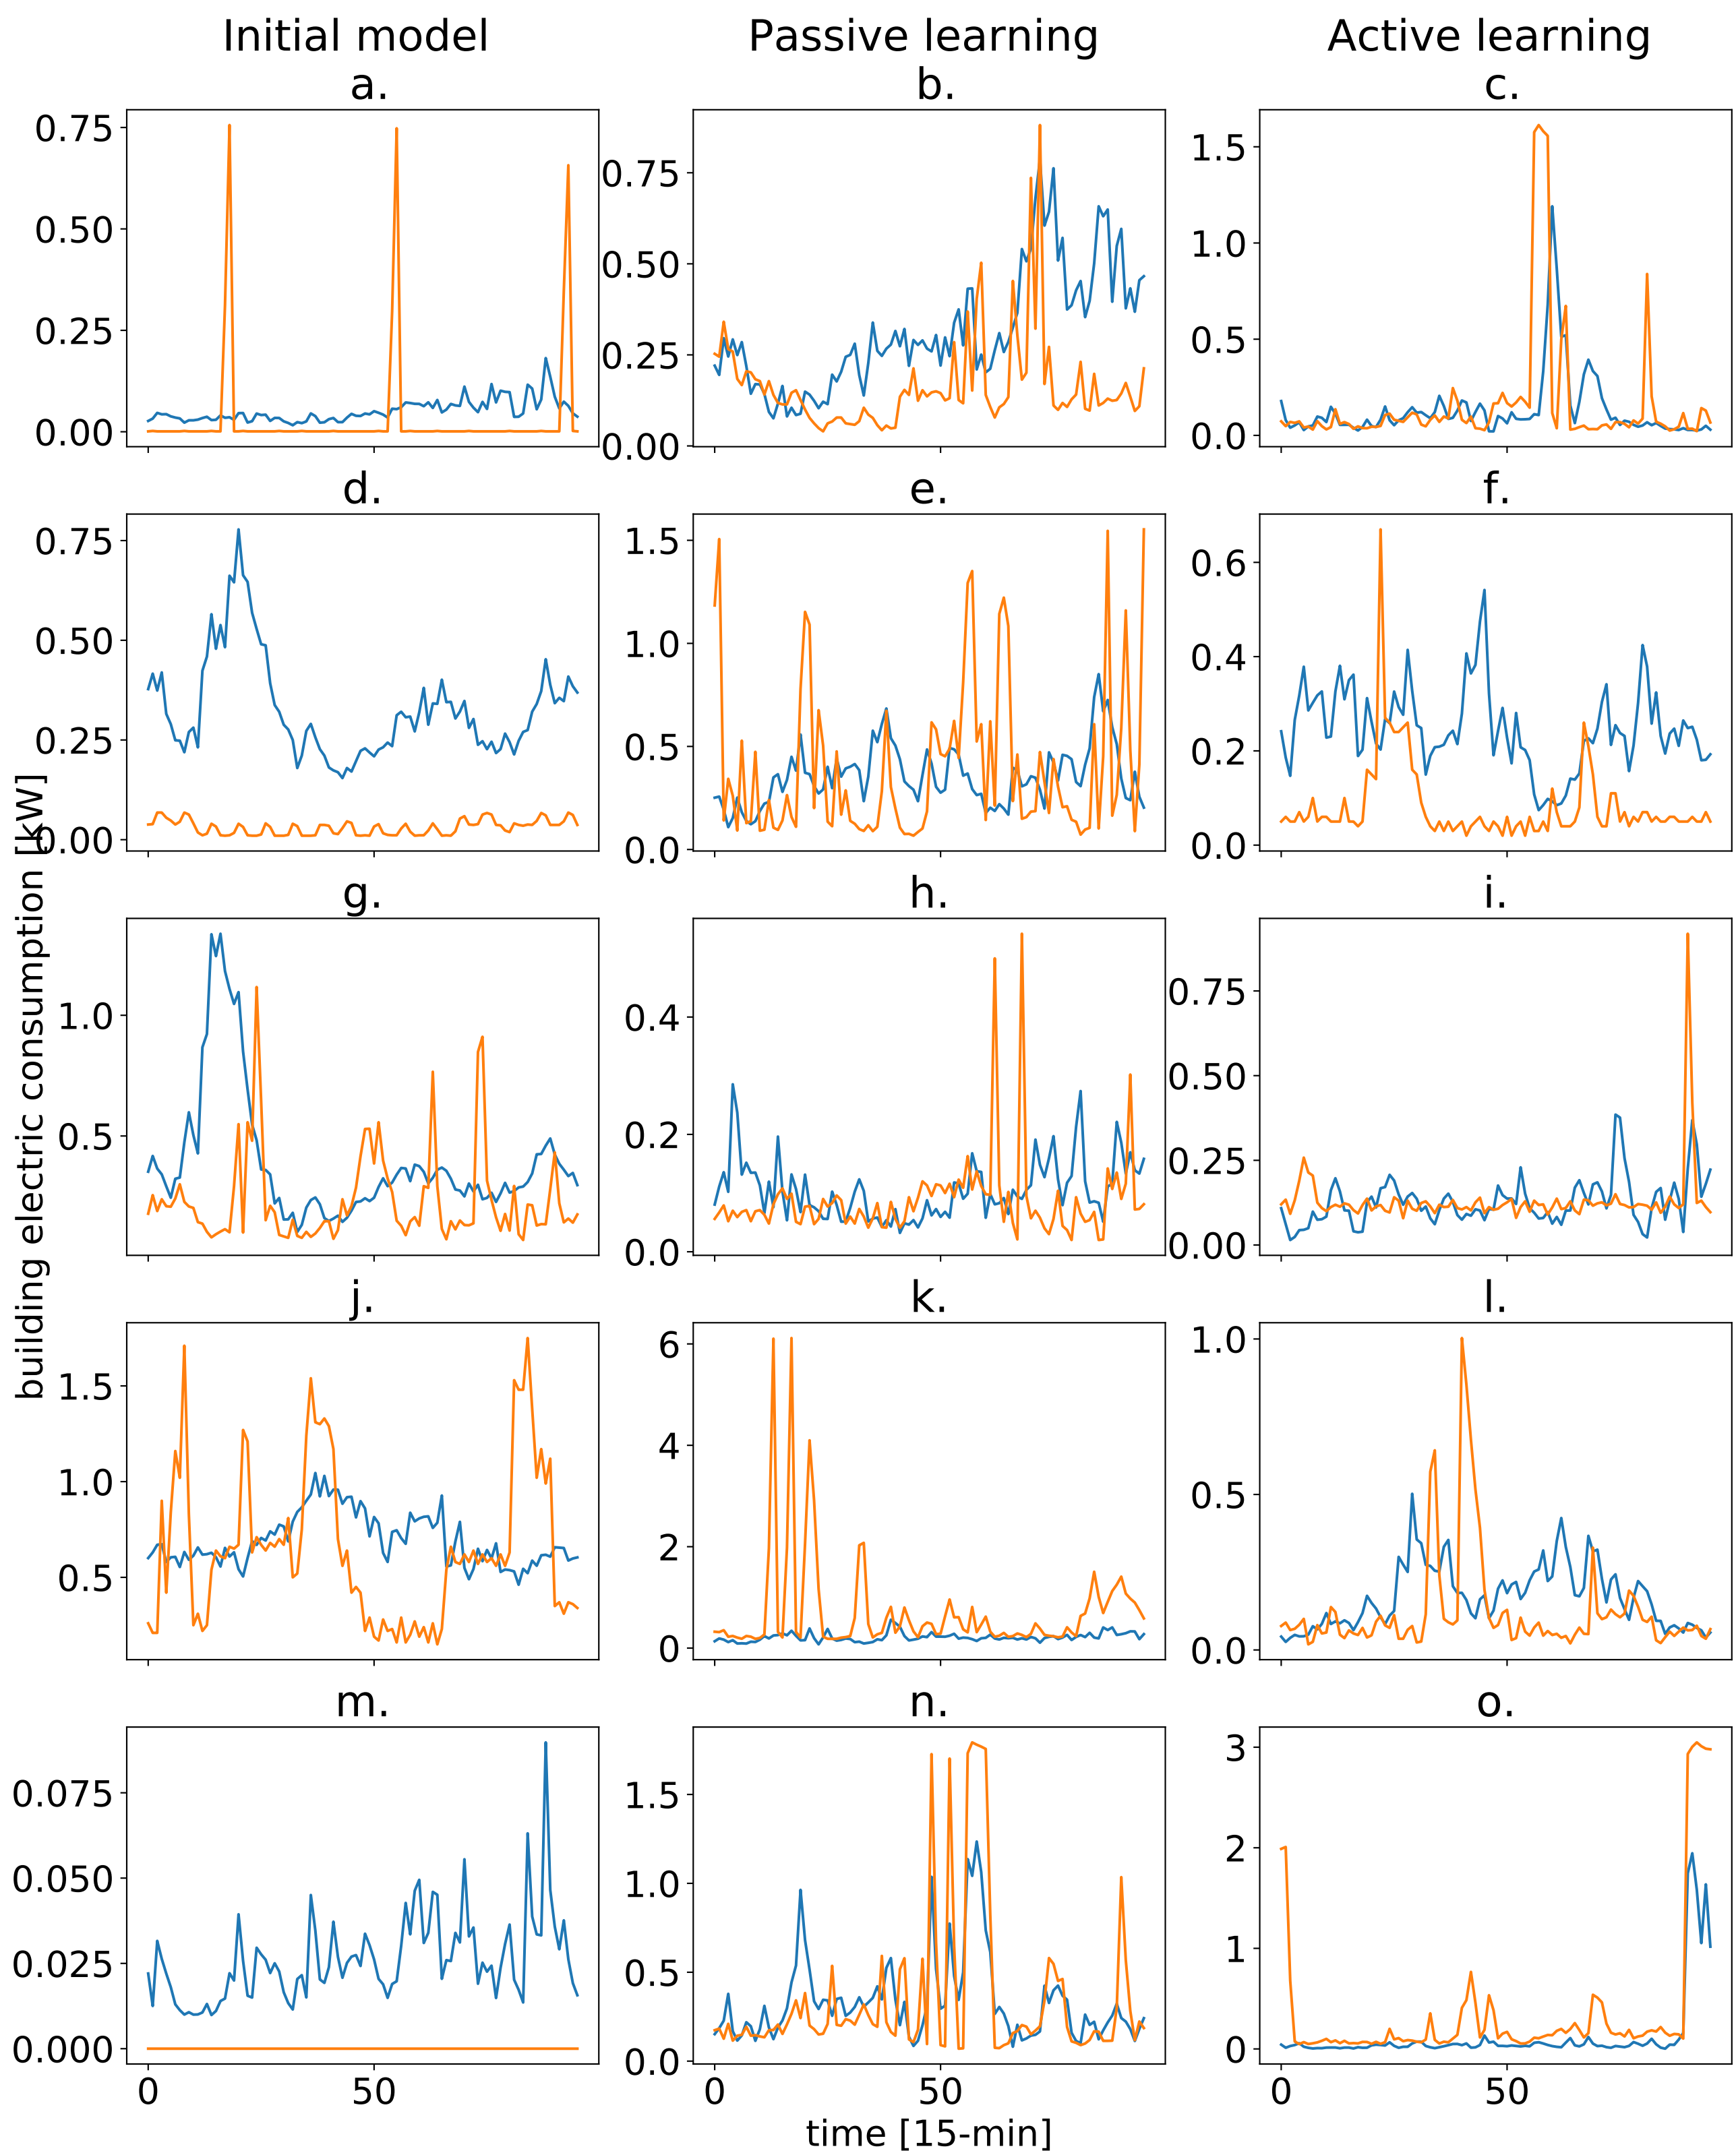 Initial model Passive learning Active learning
a. b. c.
0.75 0.75 1.5
0.50 0.50 1.0
0.25 0.25 0.5
0.00 0.00 0.0
d. e. f.
0.75 1.5 0.6
0.50 1.0 0.4
0.25 0.5 0.2
0.00 0.0 0.0
building electric consumption [kW]
g. h. i.
1.0 0.4 0.75
0.5 0.2 0.50
0.0 0.25
0.00
j. k. l.
1.5 6 1.0
1.0 4 0.5
0.5 2 0.0
0
m. n. o.
0.075 1.5 3
0.050 1.0 2
0.025 0.5 1
0.000 0.0 0
0 50 0 50 0 50
time [15-min]